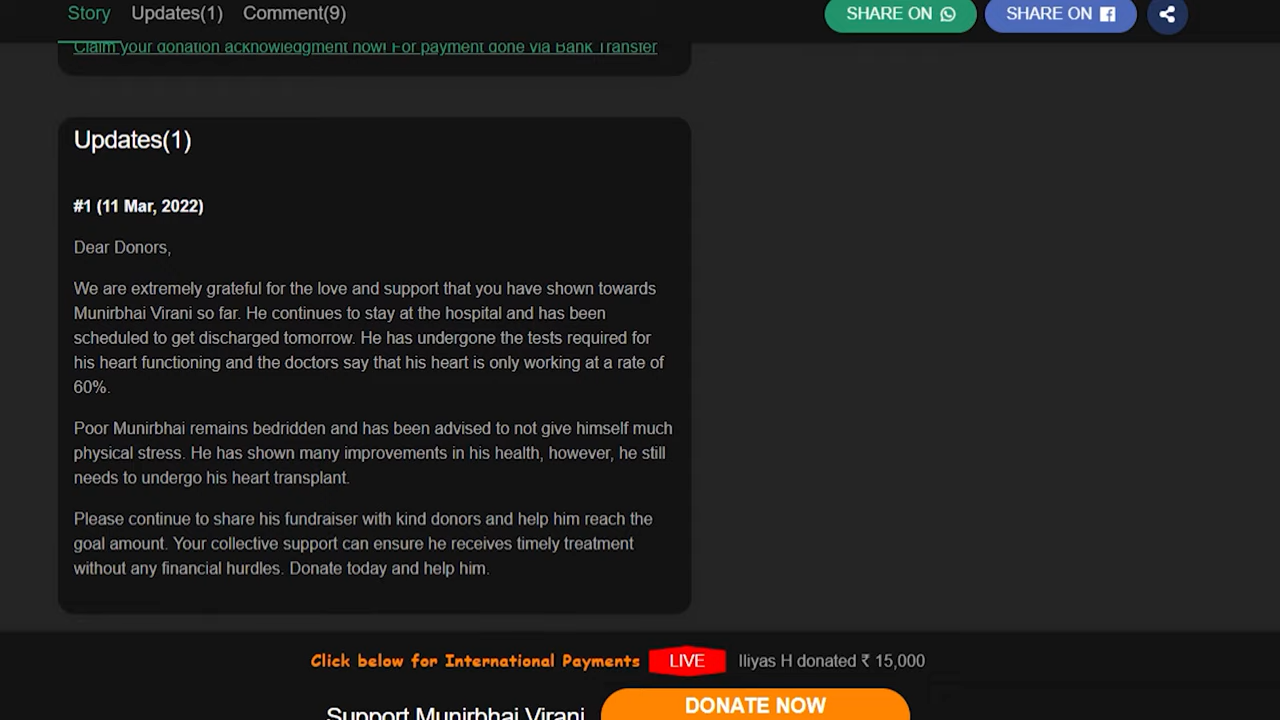 Story Updates(1) Comment(9) SHARE ON SHARE ON
Claim your donation acknowledgment now! For payment done via Bank Transfer
Updates(1)
#1 (11 Mar, 2022)
Dear Donors,
We are extremely grateful for the love and support that you have shown towards
Munirbhai Virani so far. He continues to stay at the hospital and has been
scheduled to get discharged tomorrow. He has undergone the tests required for
his heart functioning and the doctors say that his heart is only working at a rate of
60%.
Poor Munirbhai remains bedridden and has been advised to not give himself much
physical stress. He has shown many improvements in his health, however, he still
needs to undergo his heart transplant.
Please continue to share his fundraiser with kind donors and help him reach the
goal amount. Your collective support can ensure he receives timely treatment
without any financial hurdles. Donate today and help him.
Click below for International Payments LIVE Iliyas H donated ₹ 15,000
Support Munirbhai Virani DONATE NOW